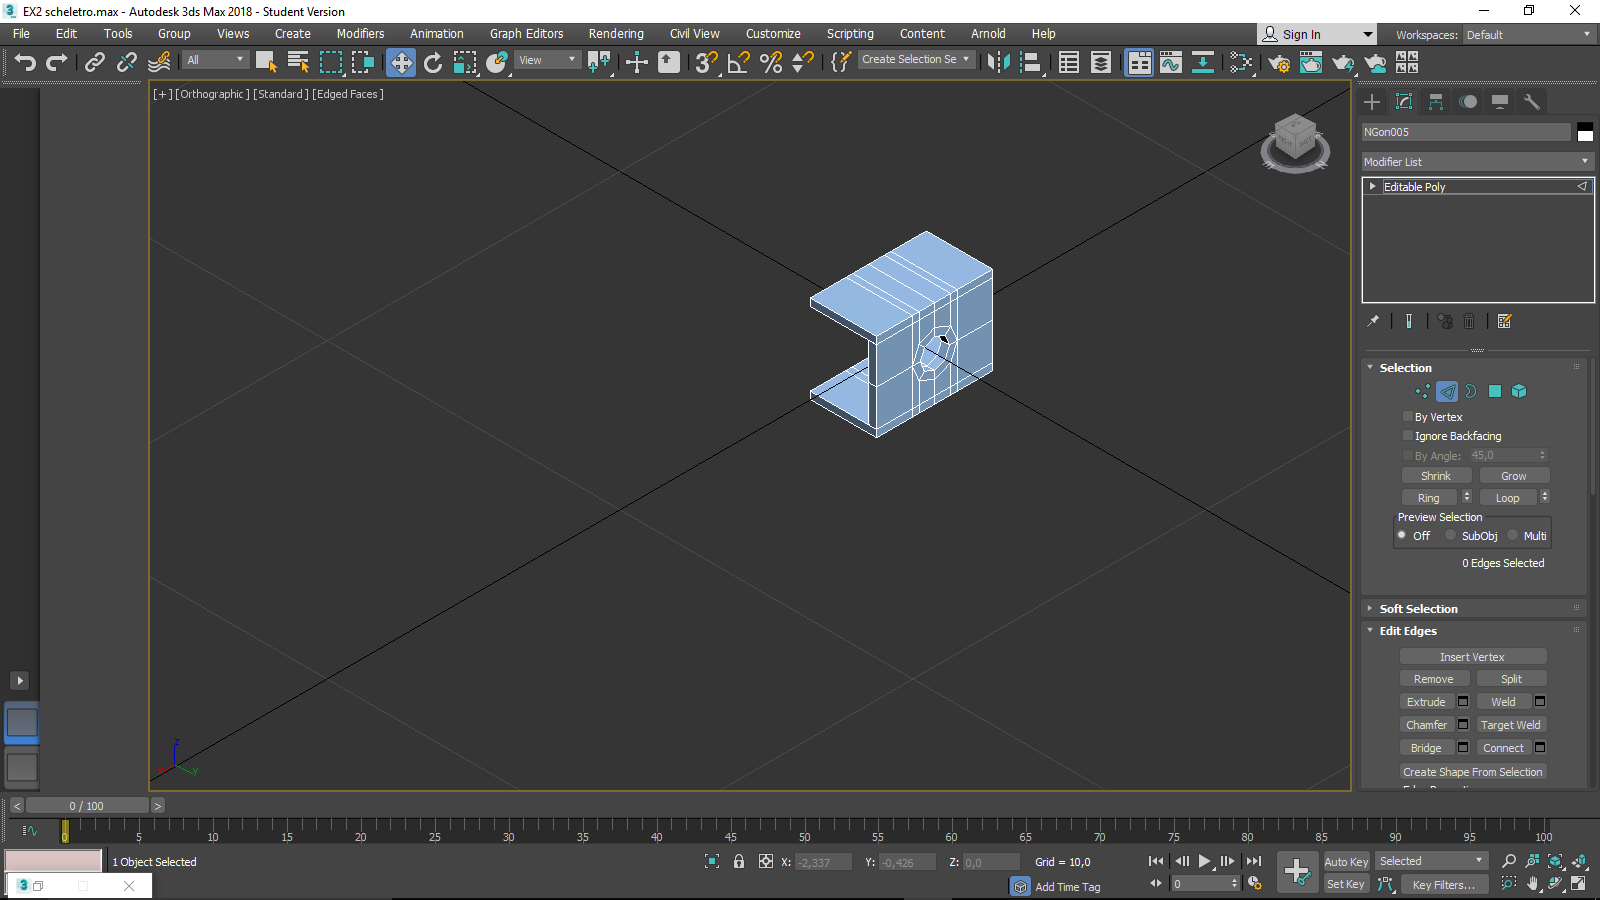 EX2 scheletro.max - Autodesk 3ds Max 2018 - Student Version
File Edit Tools Group Views Create Modifiers Animation Graph Editors Rendering Civil View Customize Scripting Content Arnold Help
Sign In
Workspaces: Default
All
View
Create Selection Se
[+] [Orthographic] [Standard] [Edged Faces]
NGon005
Modifier List
Editable Poly
Selection
By Vertex
Ignore Backfacing
By Angle: 45,0
Shrink Grow
Ring Loop
Preview Selection
Off SubObj Multi
0 Edges Selected
Soft Selection
Edit Edges
Insert Vertex
Remove Split
Extrude Weld
Chamfer Target Weld
Bridge Connect
Create Shape From Selection
z
x y
< 0 / 100 >
0 5 10 15 20 25 30 35 40 45 50 55 60 65 70 75 80 85 90 95 100
1 Object Selected
X: -2,337 Y: -0,426 Z: 0,0 Grid = 10,0
Add Time Tag
0
Auto Key Selected
Set Key Key Filters...